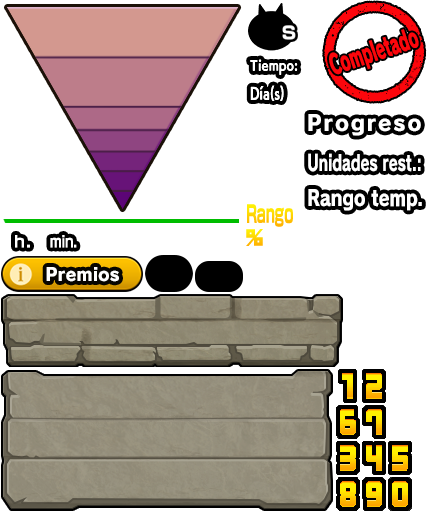 s
Completado
Tiempo:
Día(s)
Progreso
Unidades rest.:
Rango temp.
Rango
%
h. min.
i Premios
1 2
6 7
3 4 5
8 9 0